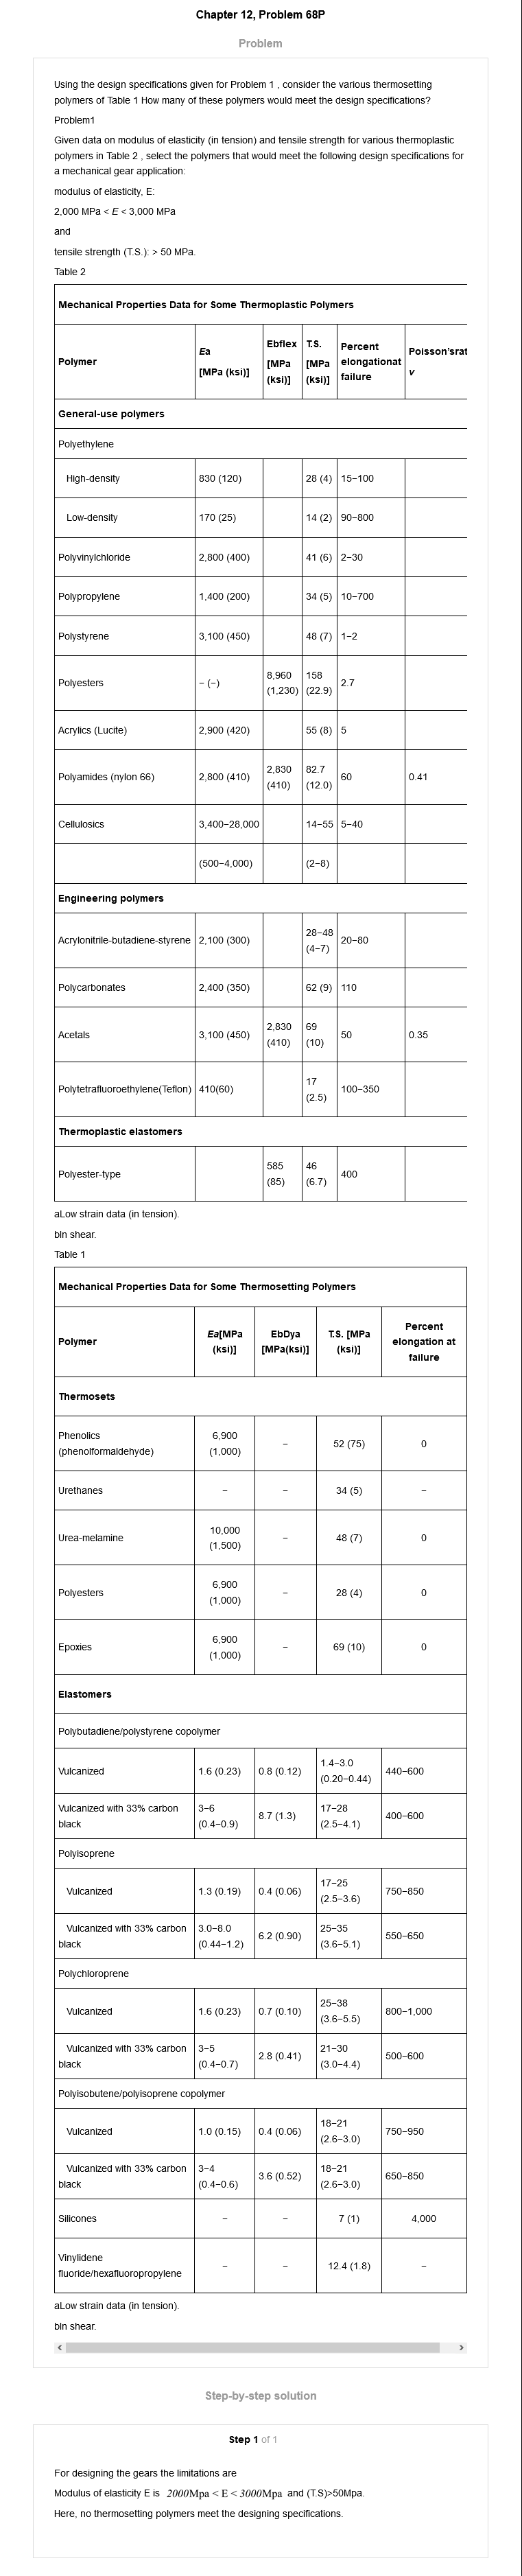 Chapter 12, Problem 68P
Problem
Using the design specifications given for Problem 1 , consider the various thermosetting
polymers of Table 1 How many of these polymers would meet the design specifications?
Problem1
Given data on modulus of elasticity (in tension) and tensile strength for various thermoplastic
polymers in Table 2 , select the polymers that would meet the following design specifications for
a mechanical gear application:
modulus of elasticity, E:
2,000 MPa < E < 3,000 MPa
and
tensile strength (T.S.): > 50 MPa.
Table 2
Mechanical Properties Data for Some Thermoplastic Polymers
Polymer
Ea
[MPa (ksi)]
Ebflex
[MPa
(ksi)]
T.S.
[MPa
(ksi)]
Percent
elongationat
failure
Poisson'srat
v
General-use polymers
Polyethylene
High-density 830 (120) 28 (4) 15−100
Low-density 170 (25) 14 (2) 90−800
Polyvinylchloride 2,800 (400) 41 (6) 2−30
Polypropylene 1,400 (200) 34 (5) 10−700
Polystyrene 3,100 (450) 48 (7) 1−2
Polyesters − (−) 8,960 158 2.7
(1,230) (22.9)
Acrylics (Lucite) 2,900 (420) 55 (8) 5
Polyamides (nylon 66) 2,800 (410) 2,830 82.7 60 0.41
(410) (12.0)
Cellulosics 3,400−28,000 14−55 5−40
(500−4,000) (2−8)
Engineering polymers
Acrylonitrile-butadiene-styrene 2,100 (300) 28−48 20−80
(4−7)
Polycarbonates 2,400 (350) 62 (9) 110
Acetals 3,100 (450) 2,830 69 50 0.35
(410) (10)
Polytetrafluoroethylene(Teflon) 410(60) 17 100−350
(2.5)
Thermoplastic elastomers
Polyester-type 585 46 400
(85) (6.7)
aLow strain data (in tension).
bIn shear.
Table 1
Mechanical Properties Data for Some Thermosetting Polymers
Polymer
Ea[MPa
(ksi)]
EbDya
[MPa(ksi)]
T.S. [MPa
(ksi)]
Percent
elongation at
failure
Thermosets
Phenolics 6,900 − 52 (75) 0
(phenolformaldehyde) (1,000)
Urethanes − − 34 (5) −
Urea-melamine 10,000 − 48 (7) 0
(1,500)
Polyesters 6,900 − 28 (4) 0
(1,000)
Epoxies 6,900 − 69 (10) 0
(1,000)
Elastomers
Polybutadiene/polystyrene copolymer
Vulcanized 1.6 (0.23) 0.8 (0.12) 1.4−3.0 440−600
(0.20−0.44)
Vulcanized with 33% carbon 3−6 8.7 (1.3) 17−28 400−600
black (0.4−0.9) (2.5−4.1)
Polyisoprene
Vulcanized 1.3 (0.19) 0.4 (0.06) 17−25 750−850
(2.5−3.6)
Vulcanized with 33% carbon 3.0−8.0 6.2 (0.90) 25−35 550−650
black (0.44−1.2) (3.6−5.1)
Polychloroprene
Vulcanized 1.6 (0.23) 0.7 (0.10) 25−38 800−1,000
(3.6−5.5)
Vulcanized with 33% carbon 3−5 2.8 (0.41) 21−30 500−600
black (0.4−0.7) (3.0−4.4)
Polyisobutene/polyisoprene copolymer
Vulcanized 1.0 (0.15) 0.4 (0.06) 18−21 750−950
(2.6−3.0)
Vulcanized with 33% carbon 3−4 3.6 (0.52) 18−21 650−850
black (0.4−0.6) (2.6−3.0)
Silicones − − 7 (1) 4,000
Vinylidene − − 12.4 (1.8) −
fluoride/hexafluoropropylene
aLow strain data (in tension).
bIn shear.
Step-by-step solution
Step 1 of 1
For designing the gears the limitations are
Modulus of elasticity E is 2000Mpa < E < 3000Mpa and (T.S)>50Mpa.
Here, no thermosetting polymers meet the designing specifications.